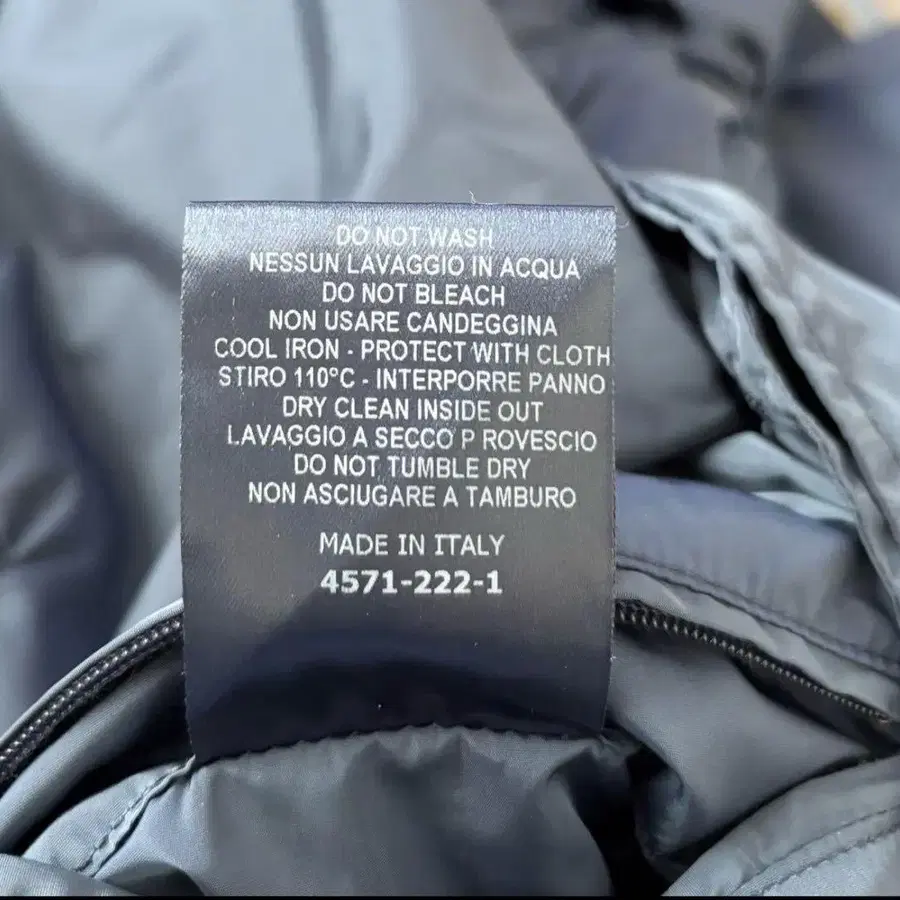 DO NOT WASH
NESSUN LAVAGGIO IN ACQUA
DO NOT BLEACH
NON USARE CANDEGGINA
COOL IRON - PROTECT WITH CLOTH
STIRO 110°C - INTERPORRE PANNO
DRY CLEAN INSIDE OUT
LAVAGGIO A SECCO P ROVESCIO
DO NOT TUMBLE DRY
NON ASCIUGARE A TAMBURO
MADE IN ITALY
4571-222-1